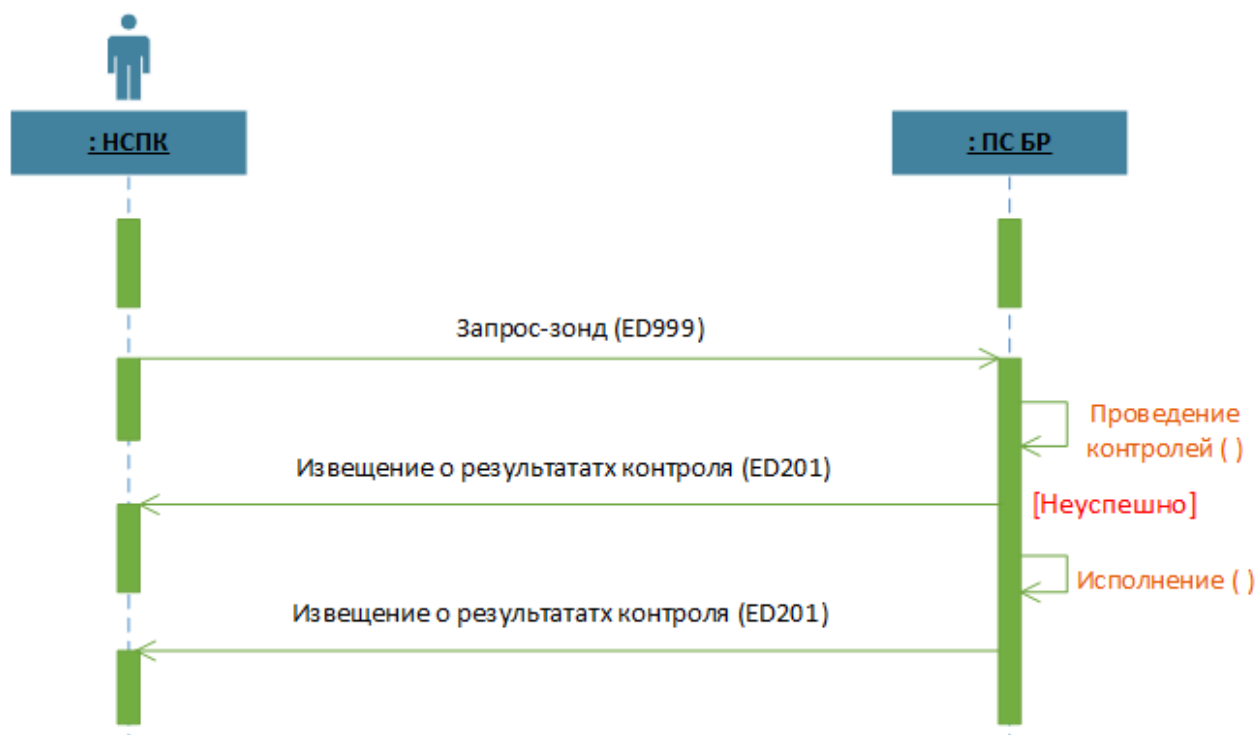 : НСПК
: ПС БР
Запрос-зонд (ED999)
Проведение
контролей ( )
Извещение о результататх контроля (ED201)
[Неуспешно]
Исполнение ( )
Извещение о результататх контроля (ED201)